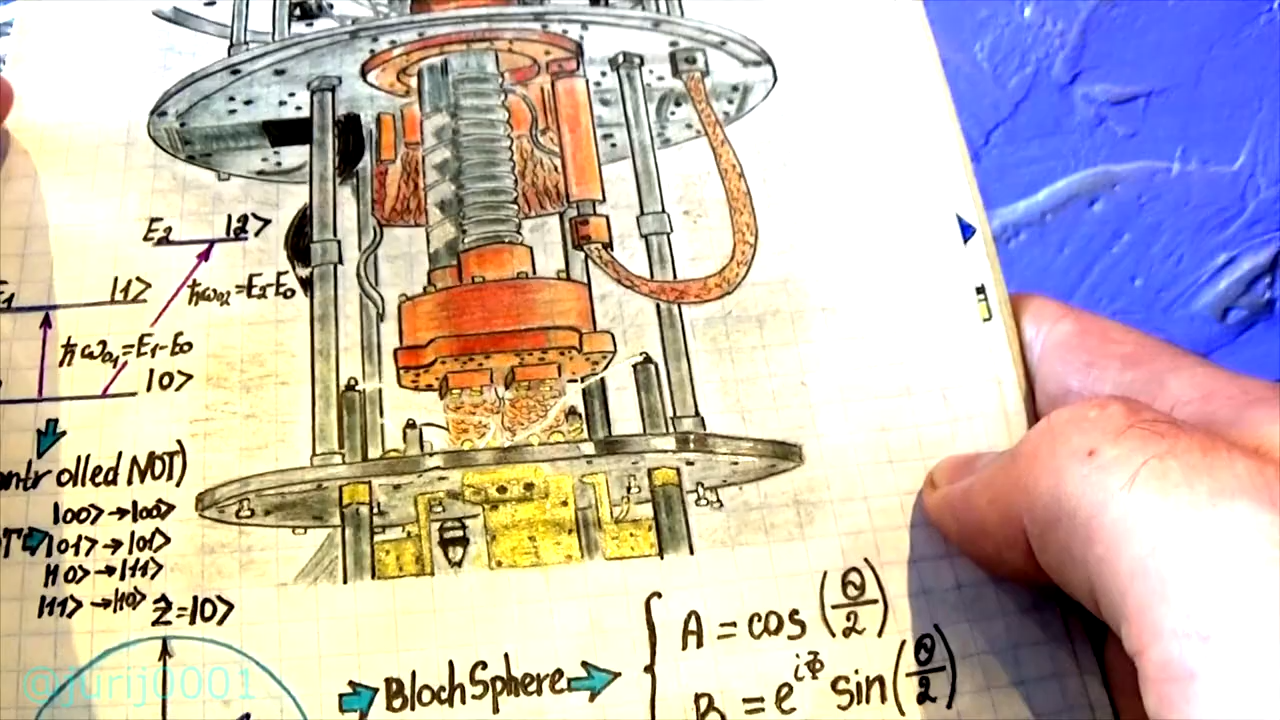 E₂ |2>
ħω₀₂=E₂-E₀
E₁ |1>
ħω₀₁=E₁-E₀
|0>
ntrolled NOT)
|00> → |00>
|01> → |01>
|10> → |11>
|11> → |10>
Ẑ=|0>
Bloch Sphere
A = cos (Θ/2)
B = e^{iΦ} sin (Θ/2)
@jurij0001